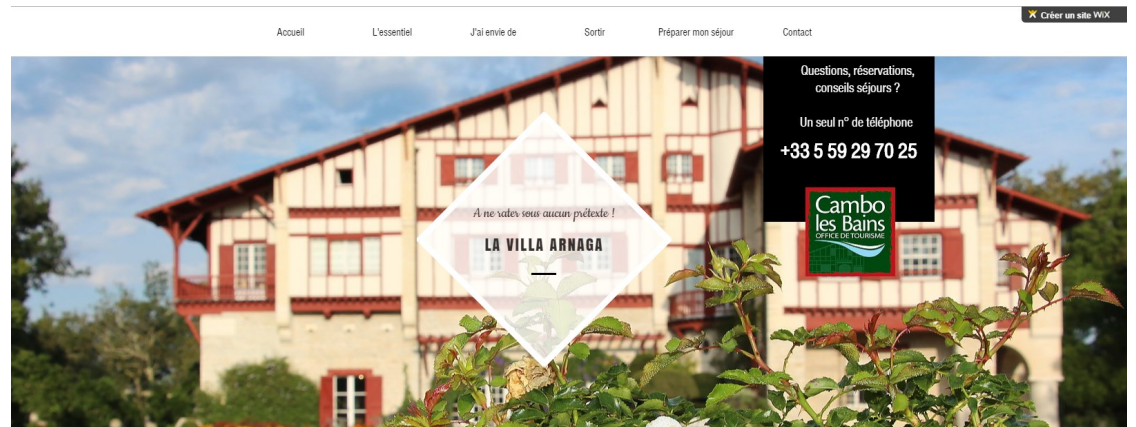 Créer un site WiX
Accueil L'essentiel J'ai envie de Sortir Préparer mon séjour Contact
Questions, réservations,
conseils séjours ?
Un seul n° de téléphone
+33 5 59 29 70 25
Cambo
les Bains
OFFICE DE TOURISME
A ne rater sous aucun prétexte !
LA VILLA ARNAGA